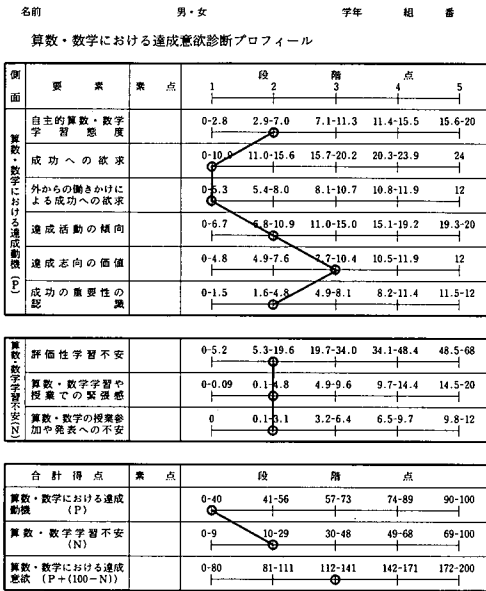 名前　男・女　学年　組　番
算数・数学における達成意欲診断プロフィール
側面　要素　素点　段階点
1　2　3　4　5
算数・数学における達成動機（P）
自主的算数・数学学習態度　0-2.8　2.9-7.0　7.1-11.3　11.4-15.5　15.6-20
成功への欲求　0-10.9　11.0-15.6　15.7-20.2　20.3-23.9　24
外からの働きかけによる成功への欲求　0-5.3　5.4-8.0　8.1-10.7　10.8-11.9　12
達成活動の傾向　0-6.7　6.8-10.9　11.0-15.0　15.1-19.2　19.3-20
達成志向の価値　0-4.8　4.9-7.6　7.7-10.4　10.5-11.9　12
成功の重要性の認識　0-1.5　1.6-4.8　4.9-8.1　8.2-11.4　11.5-12
算数・数学学習不安（N）
評価性学習不安　0-5.2　5.3-19.6　19.7-34.0　34.1-48.4　48.5-68
算数・数学学習や授業での緊張感　0-0.09　0.1-4.8　4.9-9.6　9.7-14.4　14.5-20
算数・数学の授業参加や発表への不安　0　0.1-3.1　3.2-6.4　6.5-9.7　9.8-12
合計得点　素点　段階点
算数・数学における達成動機（P）　0-40　41-56　57-73　74-89　90-100
算数・数学学習不安（N）　0-9　10-29　30-48　49-68　69-100
算数・数学における達成意欲（P+(100-N)）　0-80　81-111　112-141　142-171　172-200